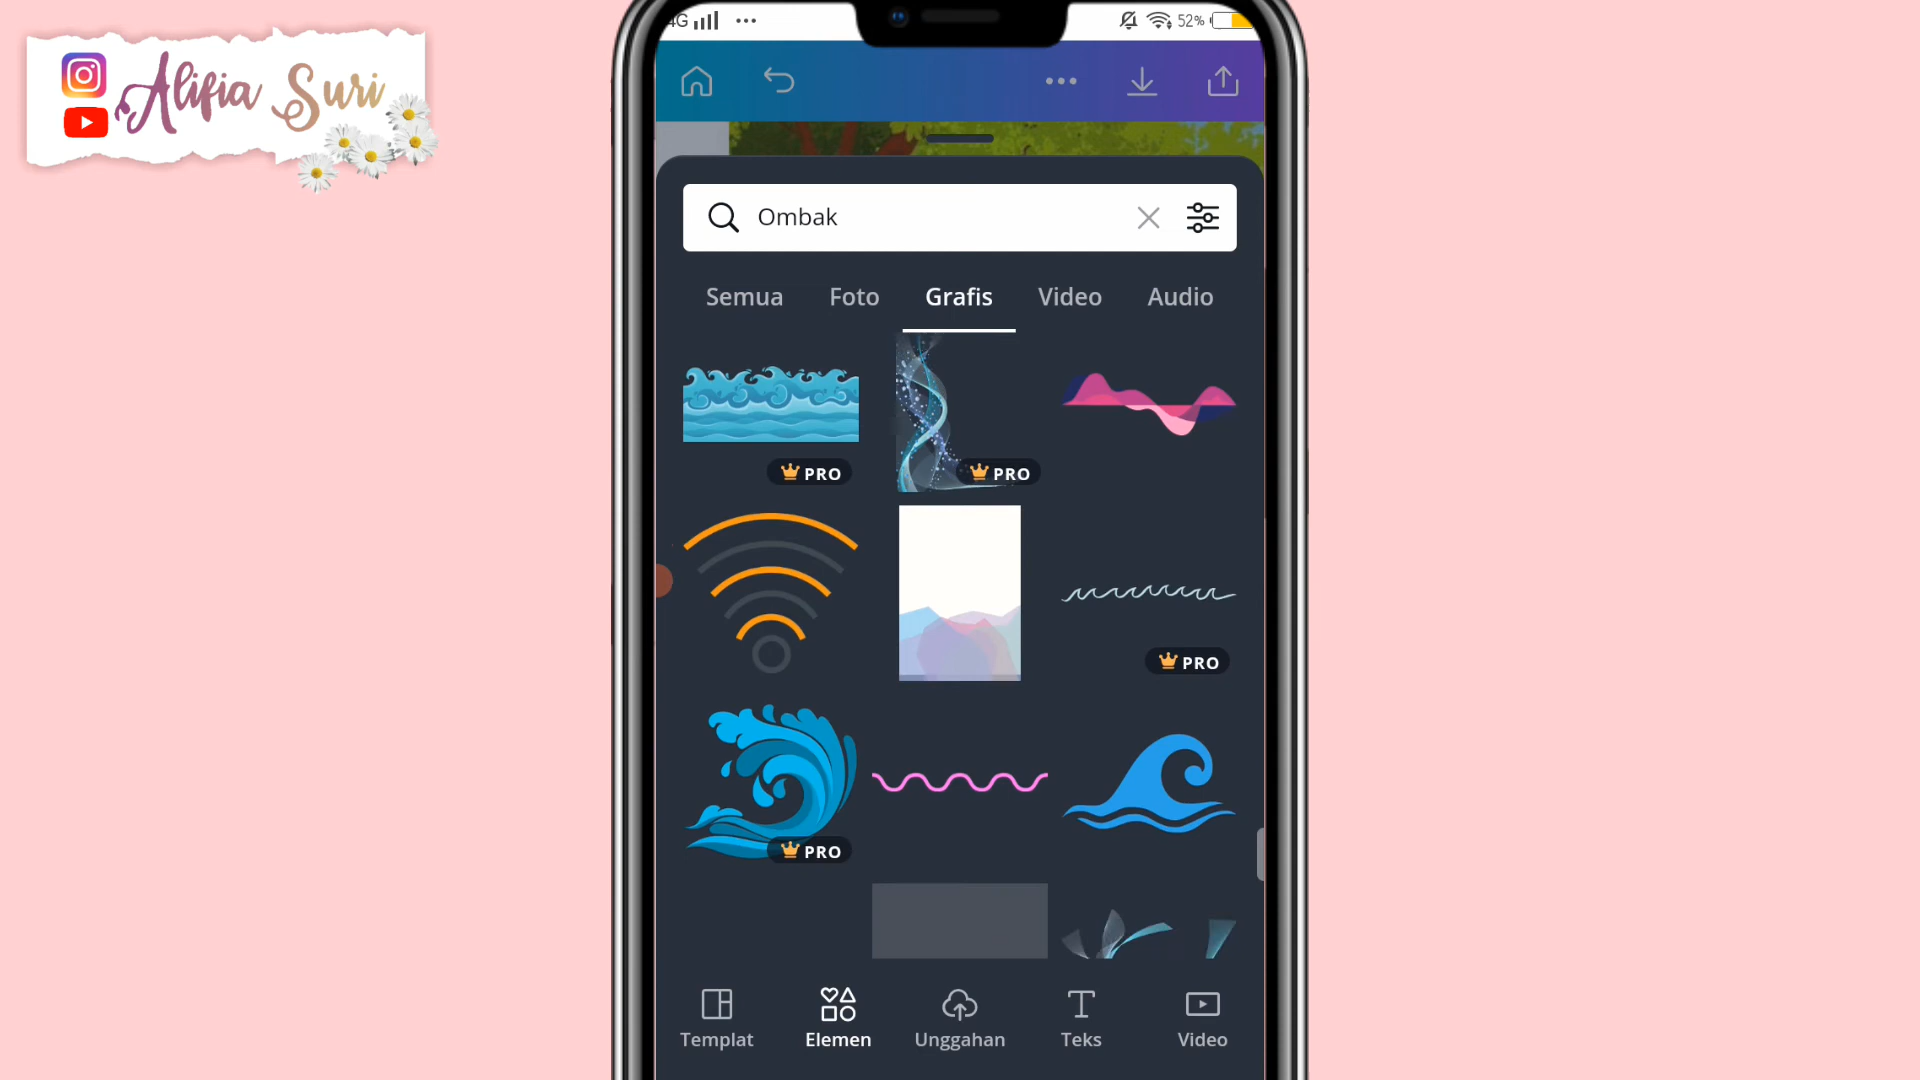 Alifia Suri
4G
52%
Ombak
Semua Foto Grafis Video Audio
PRO
PRO
PRO
PRO
Templat Elemen Unggahan Teks Video